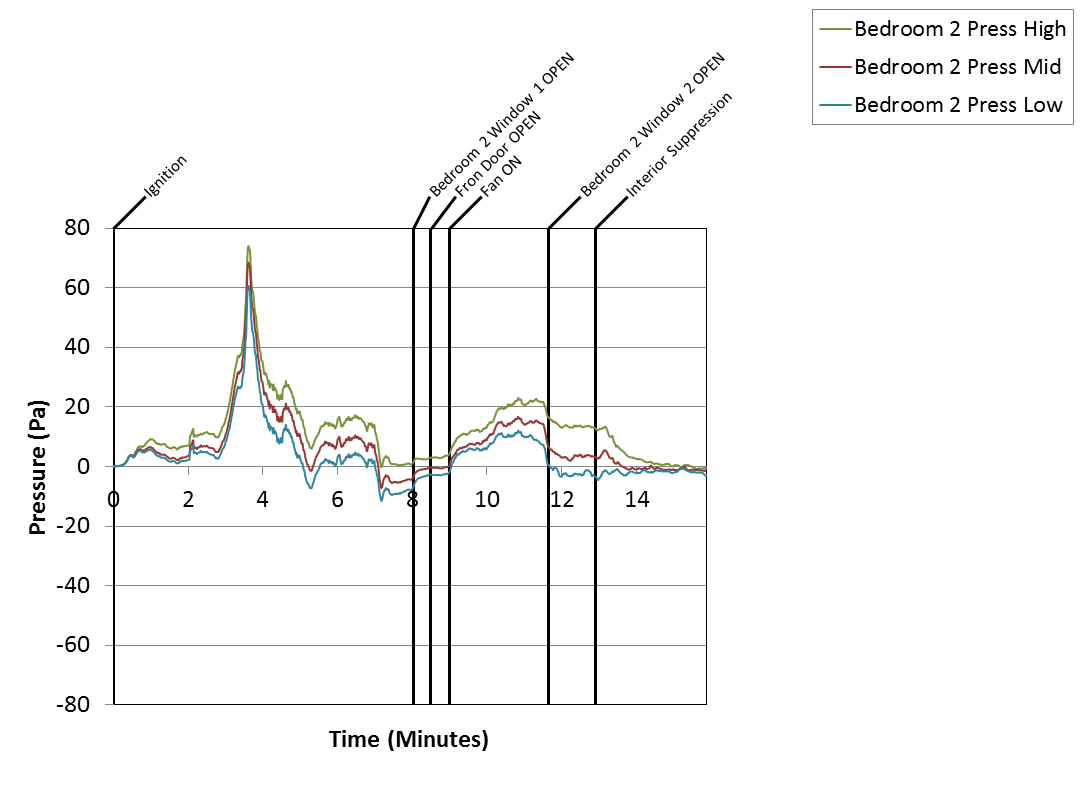 Bedroom 2 Press High
Bedroom 2 Press Mid
Bedroom 2 Press Low
Ignition
Bedroom 2 Window 1 OPEN
Fron Door OPEN
Fan ON
Bedroom 2 Window 2 OPEN
Interior Suppression
80
60
40
20
0
-20
-40
-60
-80
0 2 4 6 8 10 12 14
Pressure (Pa)
Time (Minutes)